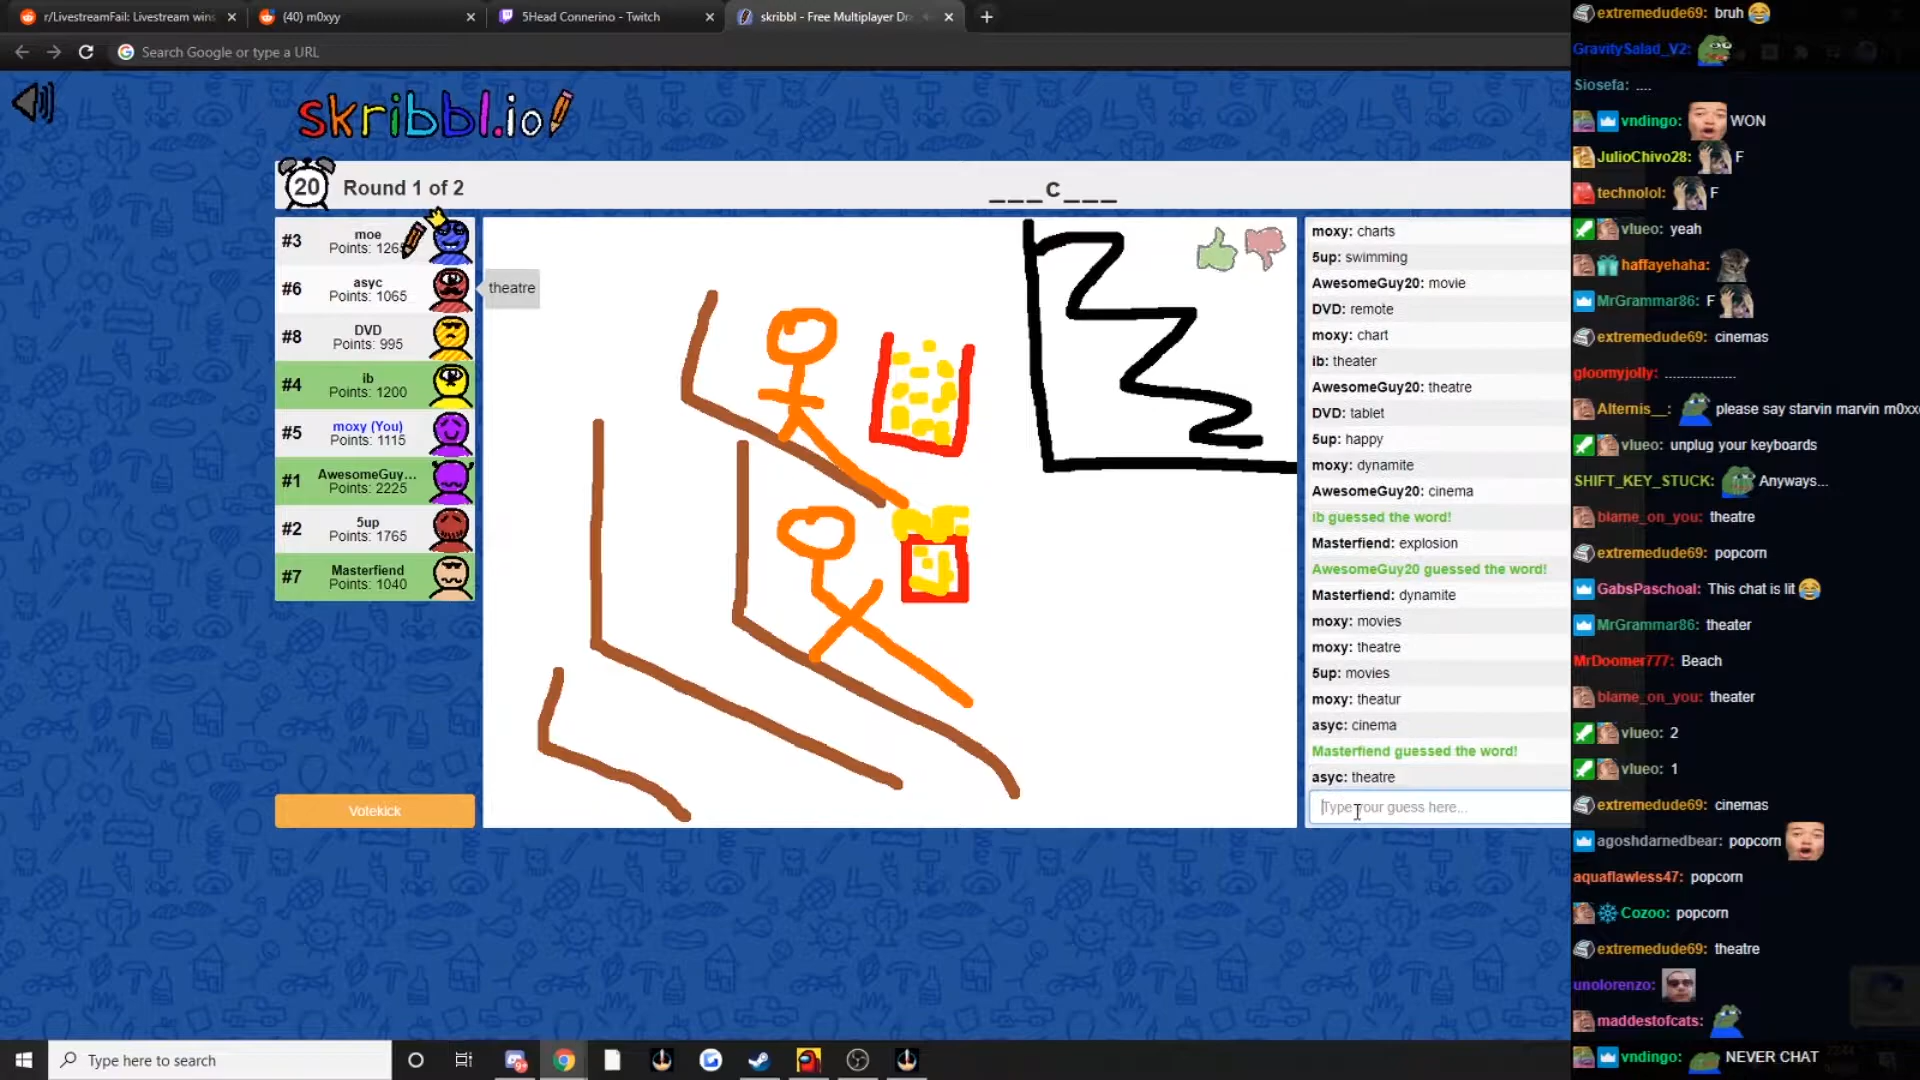 r/LivestreamFail: Livestream wins
(40) m0xyy
5Head Connerino - Twitch
skribbl - Free Multiplayer Dr
Search Google or type a URL
skribbl.io
20
Round 1 of 2
___c___
#3
moe
Points: 126
#6
asyc
Points: 1065
theatre
#8
DVD
Points: 995
#4
ib
Points: 1200
#5
moxy (You)
Points: 1115
#1
AwesomeGuy...
Points: 2225
#2
5up
Points: 1765
#7
Masterfiend
Points: 1040
Votekick
moxy: charts
5up: swimming
AwesomeGuy20: movie
DVD: remote
moxy: chart
ib: theater
AwesomeGuy20: theatre
DVD: tablet
5up: happy
moxy: dynamite
AwesomeGuy20: cinema
ib guessed the word!
Masterfiend: explosion
AwesomeGuy20 guessed the word!
Masterfiend: dynamite
moxy: movies
moxy: theatre
5up: movies
moxy: theatur
asyc: cinema
Masterfiend guessed the word!
asyc: theatre
Type your guess here...
extremedude69: bruh
GravitySalad_V2:
Siosefa: ....
vndingo: WON
JulioChivo28: F
technolol: F
vlueo: yeah
haffayehaha:
MrGrammar86: F
extremedude69: cinemas
gloomyjolly: ..................
Alternis__: please say starvin marvin m0xx
vlueo: unplug your keyboards
SHIFT_KEY_STUCK: Anyways...
blame_on_you: theatre
extremedude69: popcorn
GabsPaschoal: This chat is lit
MrGrammar86: theater
MrDoomer777: Beach
blame_on_you: theater
vlueo: 2
vlueo: 1
extremedude69: cinemas
agoshdarnedbear: popcorn
aquaflawless47: popcorn
Cozoo: popcorn
extremedude69: theatre
unolorenzo:
maddestofcats:
vndingo: NEVER CHAT
Type here to search